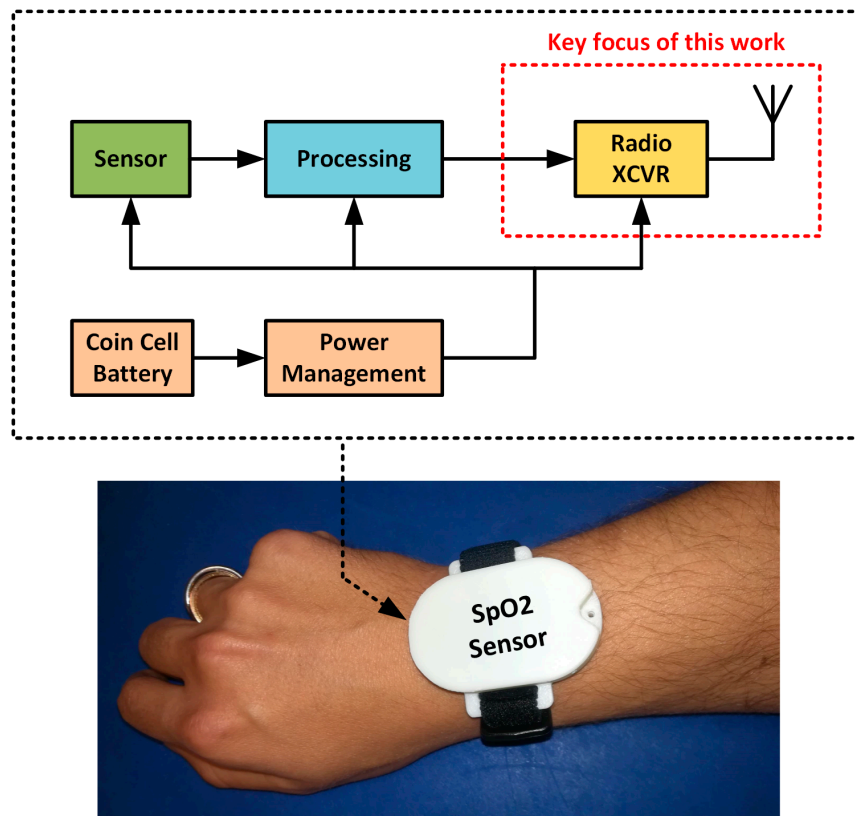 Key focus of this work
Sensor
Processing
Radio
XCVR
Coin Cell
Battery
Power
Management
SpO2
Sensor